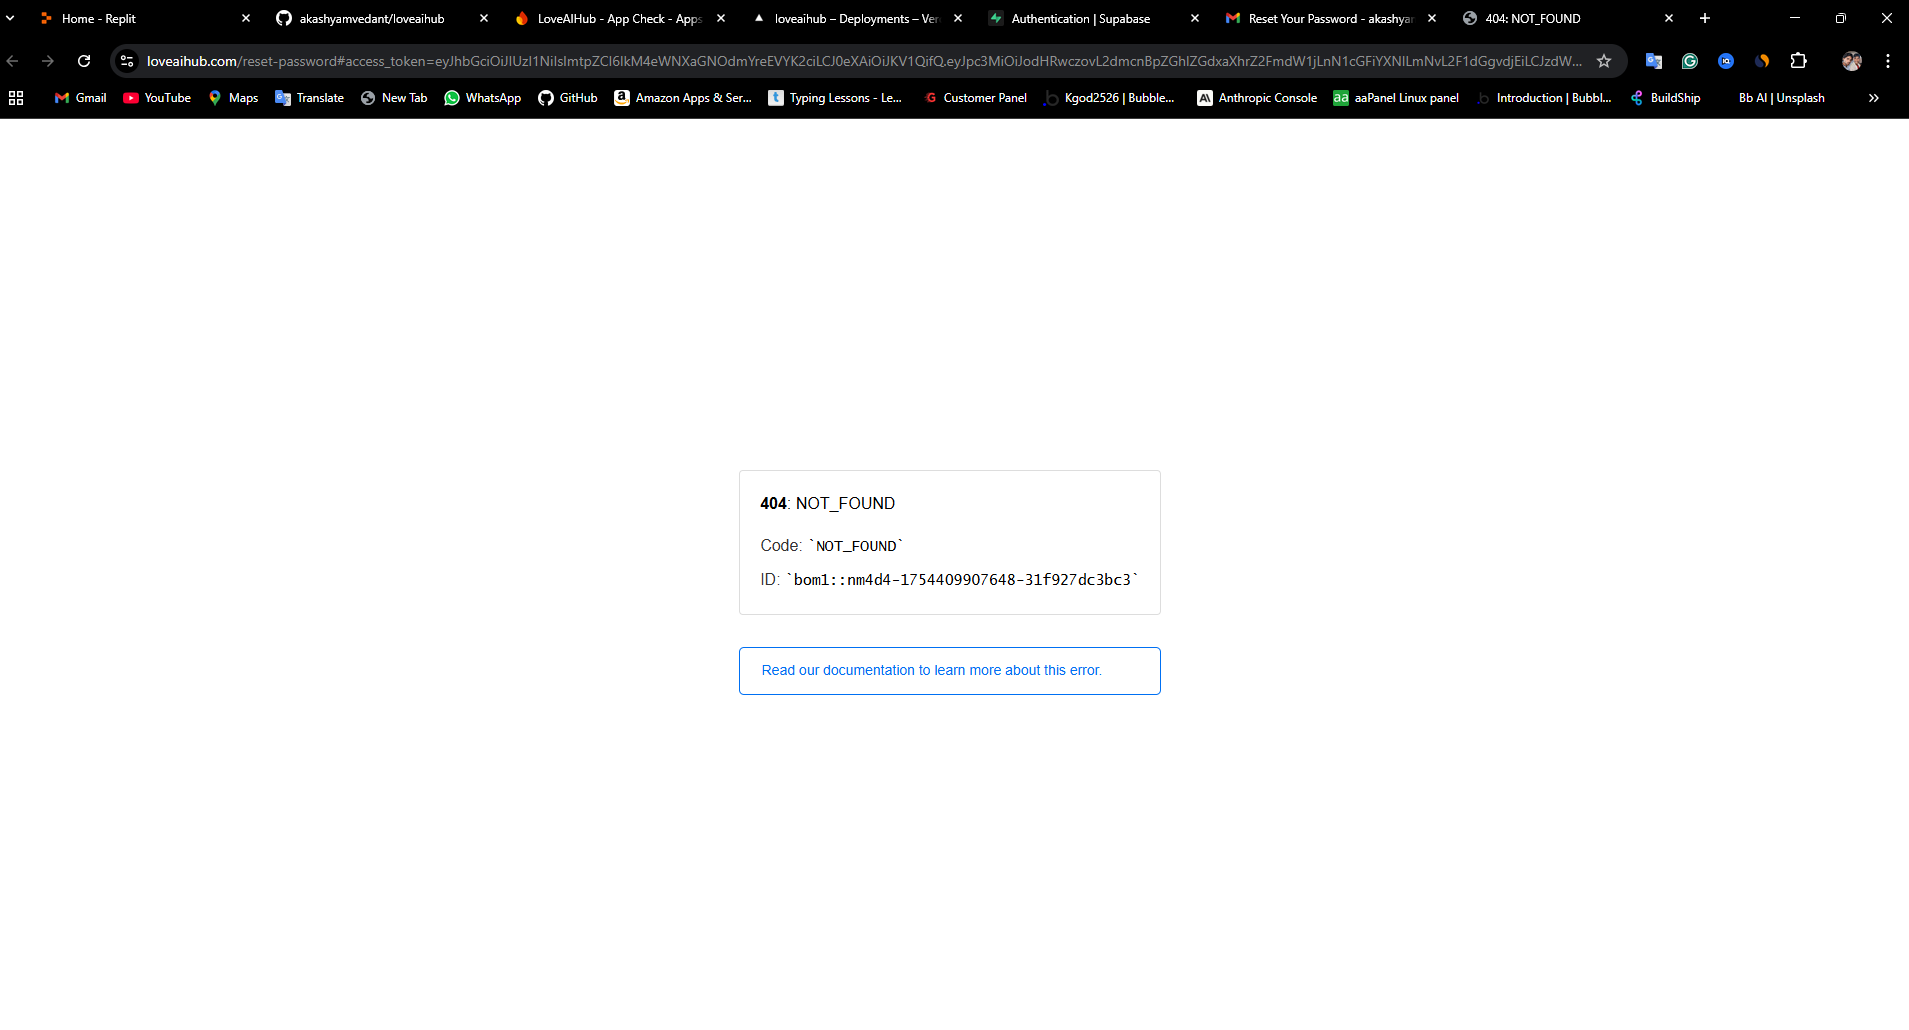 Home - Replit
akashyamvedant/loveaihub
LoveAIHub - App Check - Apps
loveaihub – Deployments – Ver
Authentication | Supabase
Reset Your Password - akashya
404: NOT_FOUND
loveaihub.com/reset-password#access_token=
Gmail
YouTube
Maps
Translate
New Tab
WhatsApp
GitHub
Amazon Apps & Ser...
Typing Lessons - Le...
Customer Panel
Kgod2526 | Bubble...
Anthropic Console
aaPanel Linux panel
Introduction | Bubbl...
BuildShip
Bb AI | Unsplash
404: NOT_FOUND
Code: `NOT_FOUND`
ID: `bom1::nm4d4-1754409907648-31f927dc3bc3`
Read our documentation to learn more about this error.